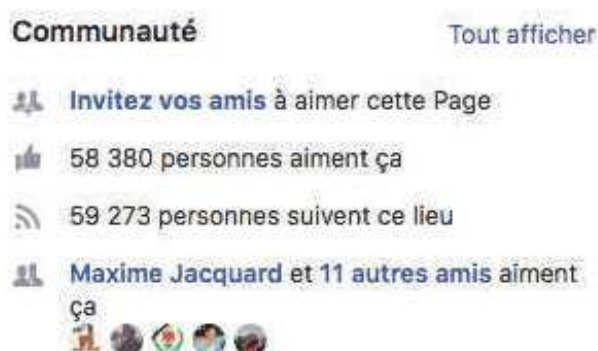 Communauté Tout afficher
Invitez vos amis à aimer cette Page
58 380 personnes aiment ça
59 273 personnes suivent ce lieu
Maxime Jacquard et 11 autres amis aiment
ça